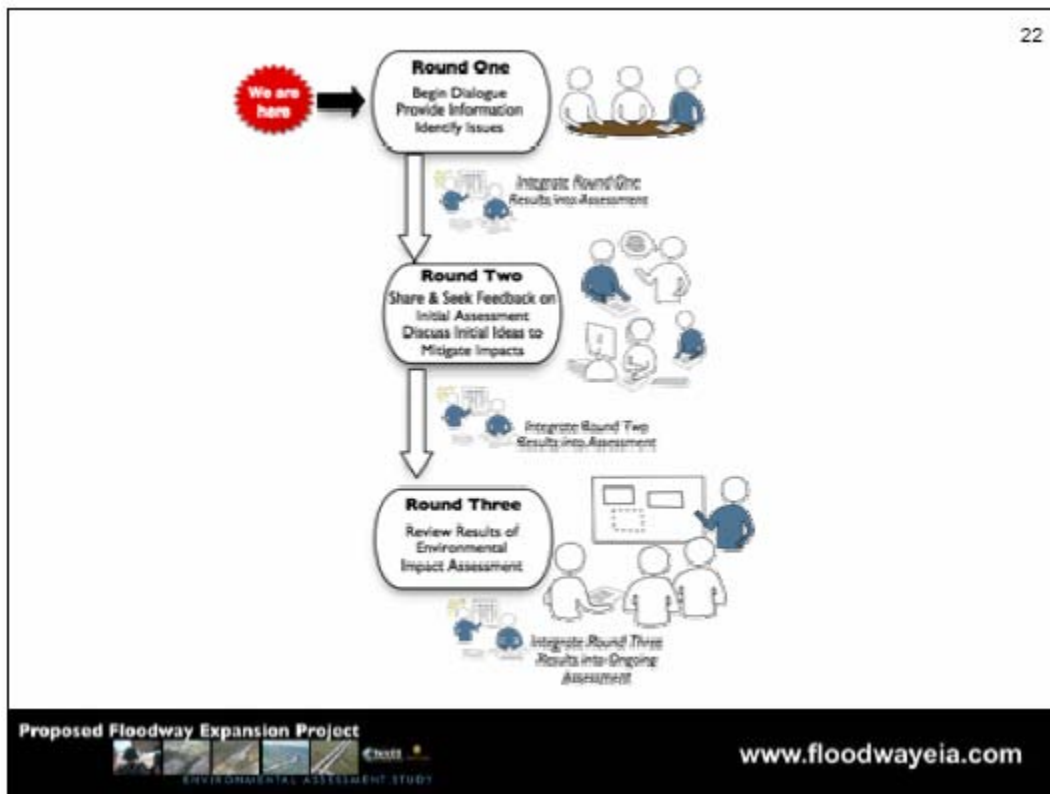 22
We are
here
Round One
Begin Dialogue
Provide Information
Identify Issues
Integrate Round One
Results into Assessment
Round Two
Share & Seek Feedback on
Initial Assessment
Discuss Initial Ideas to
Mitigate Impacts
Integrate Round Two
Results into Assessment
Round Three
Review Results of
Environmental
Impact Assessment
Integrate Round Three
Results into Ongoing
Assessment
Proposed Floodway Expansion Project
ENVIRONMENTAL ASSESSMENT STUDY
www.floodwayeia.com